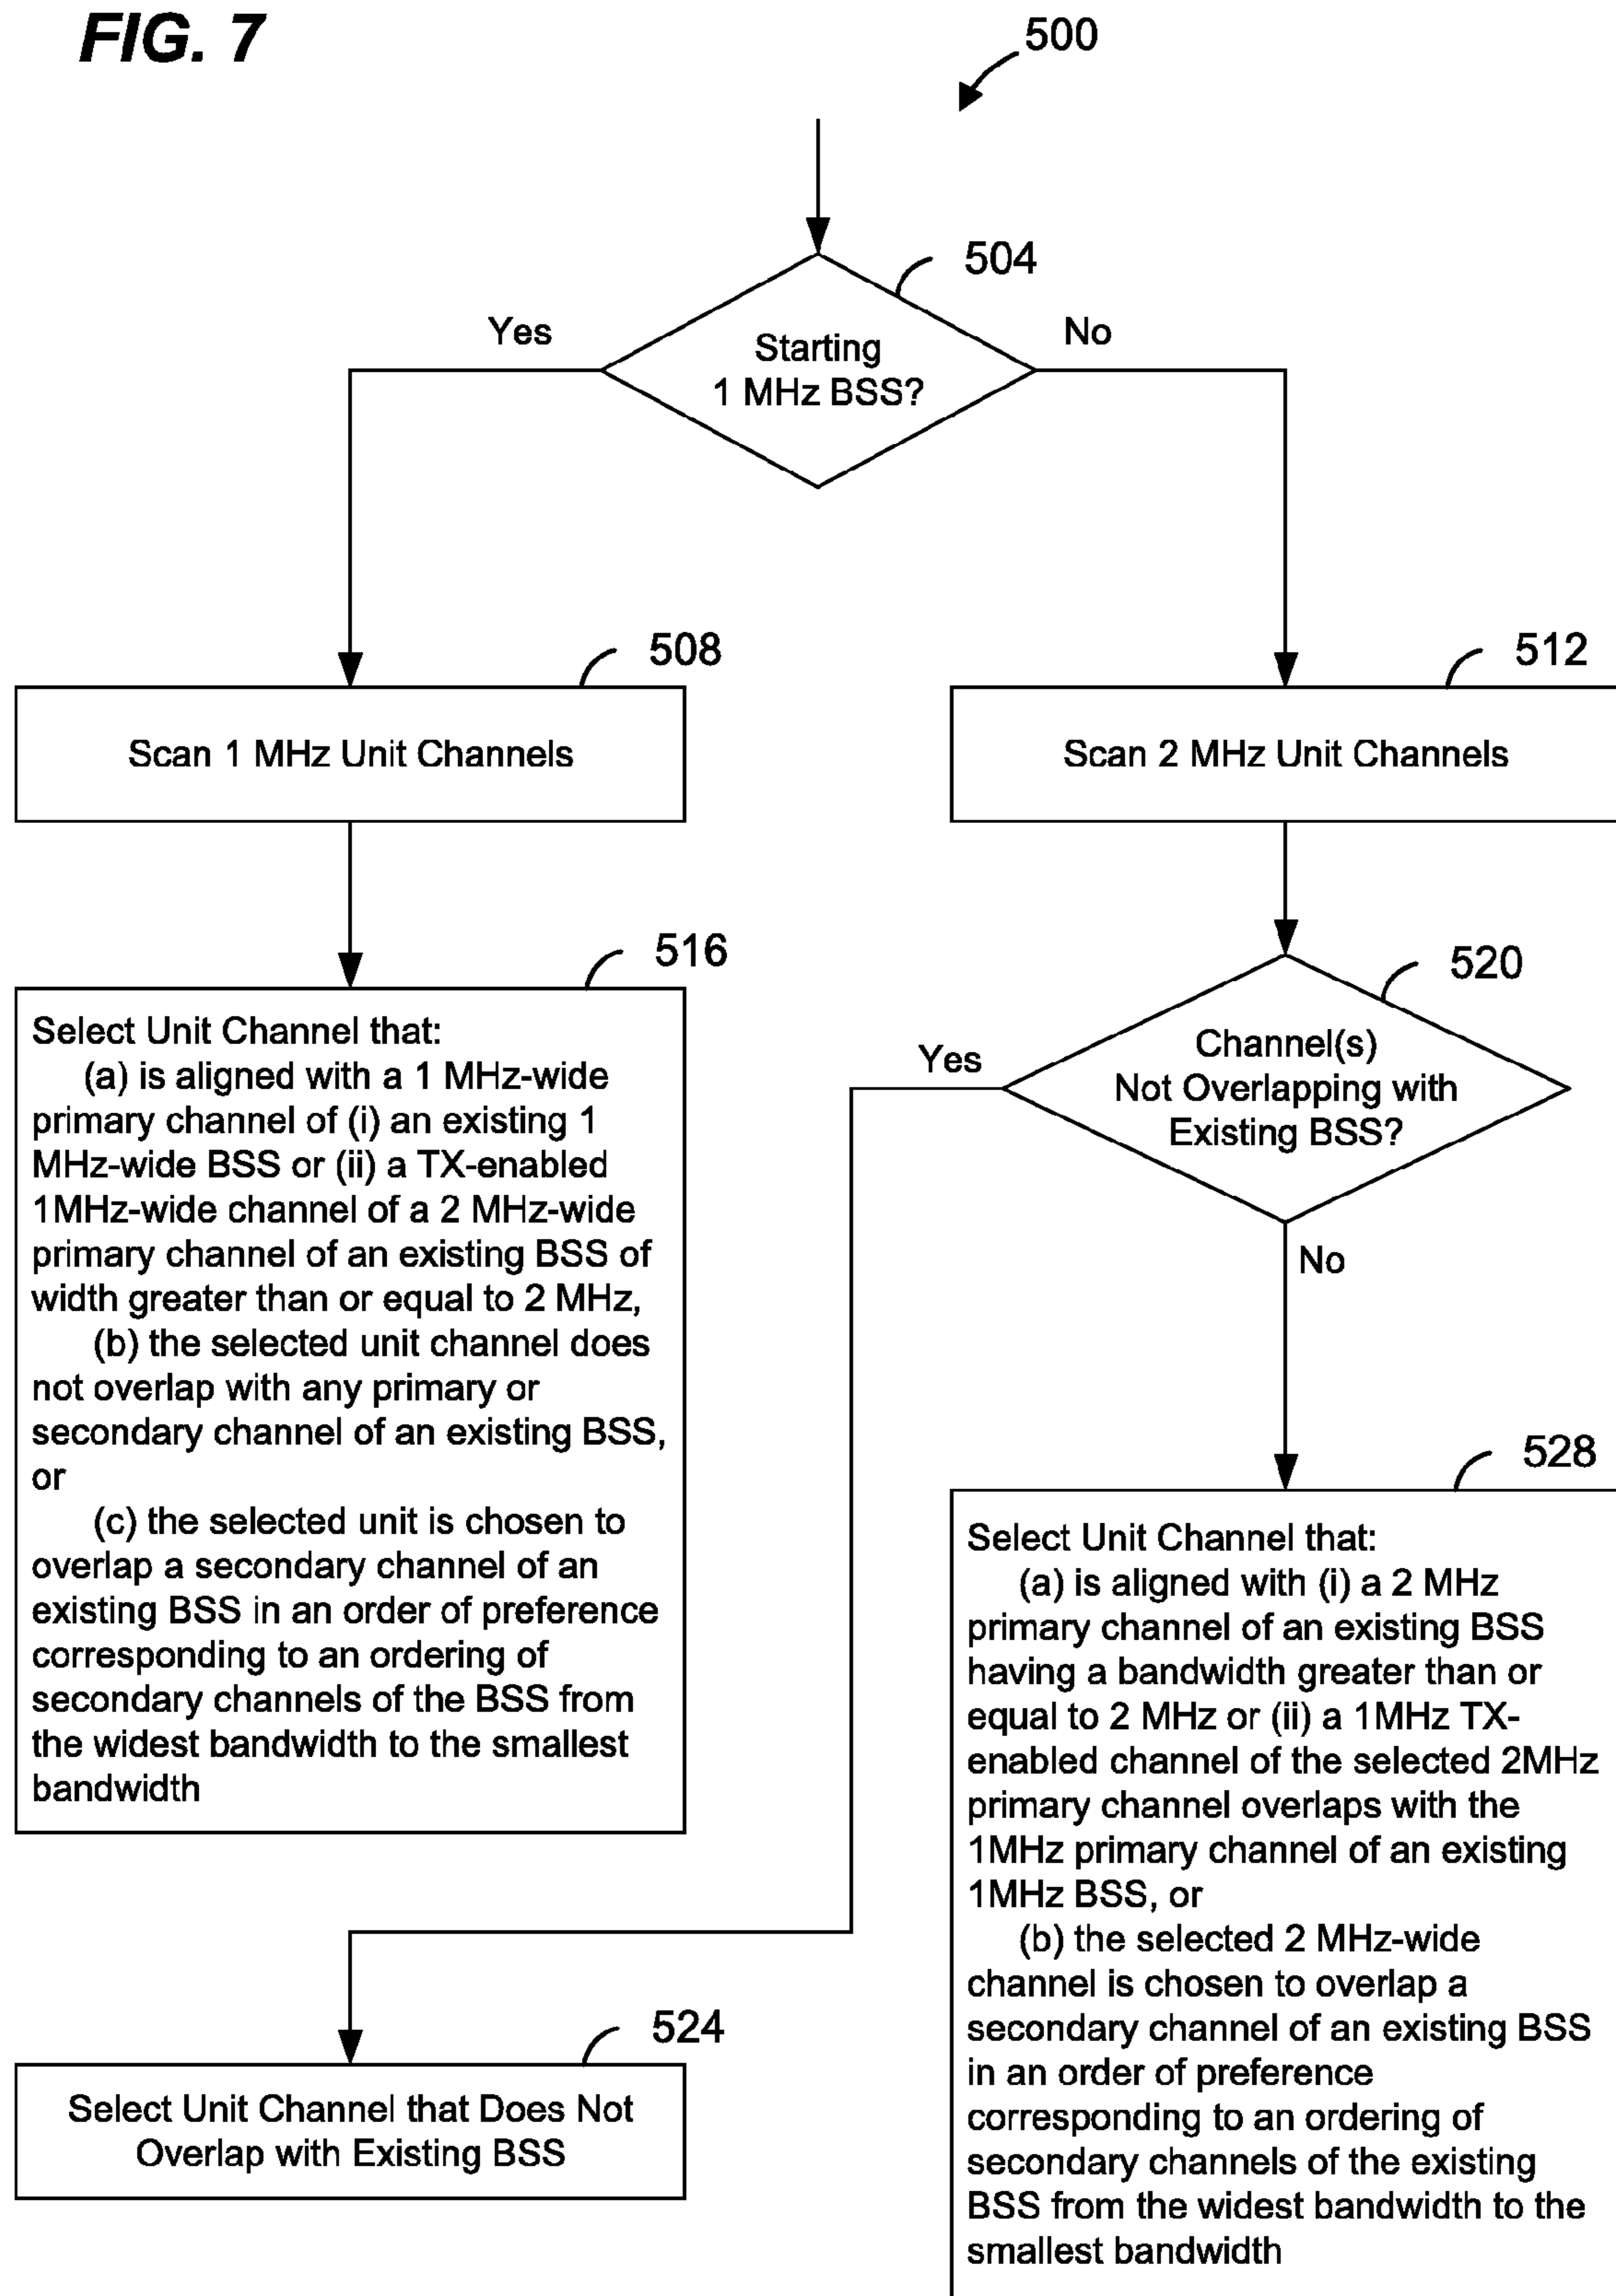 FIG. 7
500
504
Yes
No
Starting
1 MHz BSS?
508
512
Scan 1 MHz Unit Channels
Scan 2 MHz Unit Channels
516
520
Select Unit Channel that:
(a) is aligned with a 1 MHz-wide
primary channel of (i) an existing 1
MHz-wide BSS or (ii) a TX-enabled
1MHz-wide channel of a 2 MHz-wide
primary channel of an existing BSS of
width greater than or equal to 2 MHz,
(b) the selected unit channel does
not overlap with any primary or
secondary channel of an existing BSS,
or
(c) the selected unit is chosen to
overlap a secondary channel of an
existing BSS in an order of preference
corresponding to an ordering of
secondary channels of the BSS from
the widest bandwidth to the smallest
bandwidth
Yes
Channel(s)
Not Overlapping with
Existing BSS?
No
528
Select Unit Channel that:
(a) is aligned with (i) a 2 MHz
primary channel of an existing BSS
having a bandwidth greater than or
equal to 2 MHz or (ii) a 1MHz TX-
enabled channel of the selected 2MHz
primary channel overlaps with the
1MHz primary channel of an existing
1MHz BSS, or
(b) the selected 2 MHz-wide
channel is chosen to overlap a
secondary channel of an existing BSS
in an order of preference
corresponding to an ordering of
secondary channels of the existing
BSS from the widest bandwidth to the
smallest bandwidth
524
Select Unit Channel that Does Not
Overlap with Existing BSS